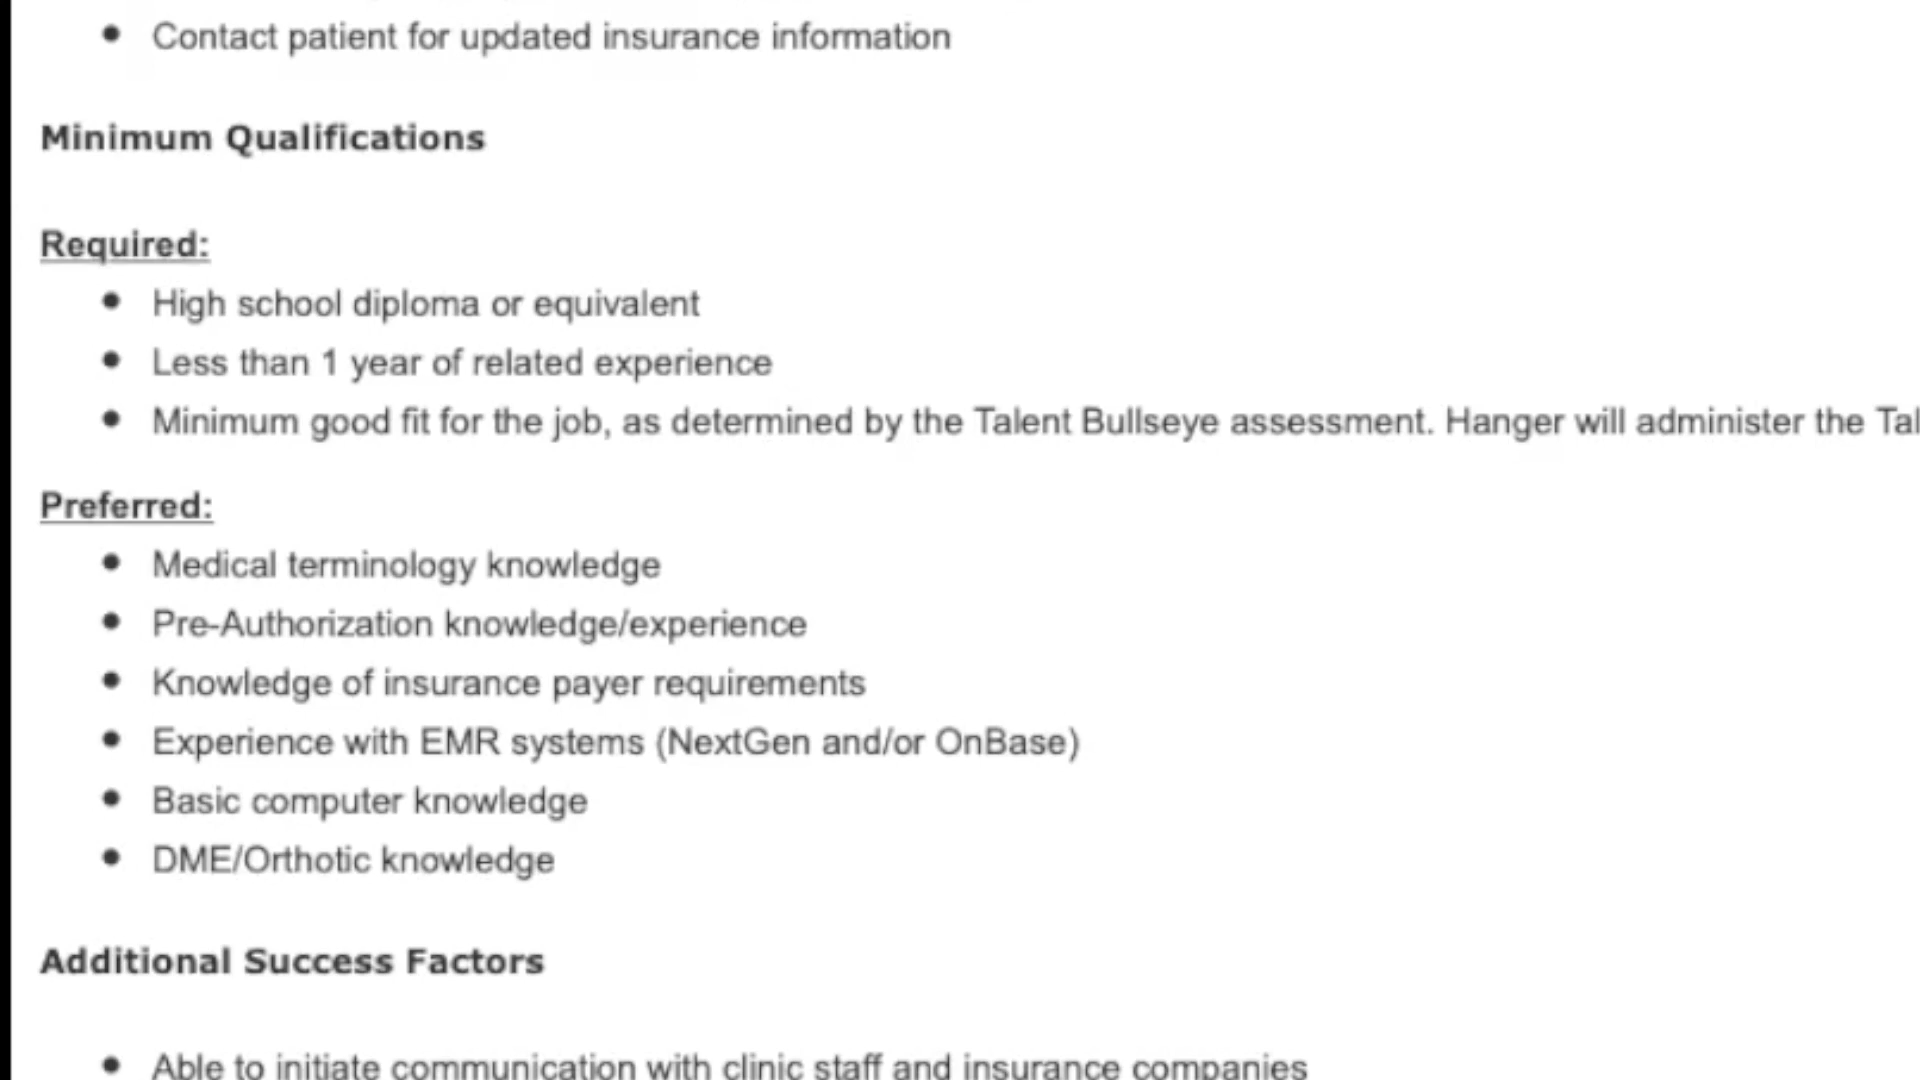 • Contact patient for updated insurance information
Minimum Qualifications
Required:
• High school diploma or equivalent
• Less than 1 year of related experience
• Minimum good fit for the job, as determined by the Talent Bullseye assessment. Hanger will administer the Tal
Preferred:
• Medical terminology knowledge
• Pre-Authorization knowledge/experience
• Knowledge of insurance payer requirements
• Experience with EMR systems (NextGen and/or OnBase)
• Basic computer knowledge
• DME/Orthotic knowledge
Additional Success Factors
• Able to initiate communication with clinic staff and insurance companies